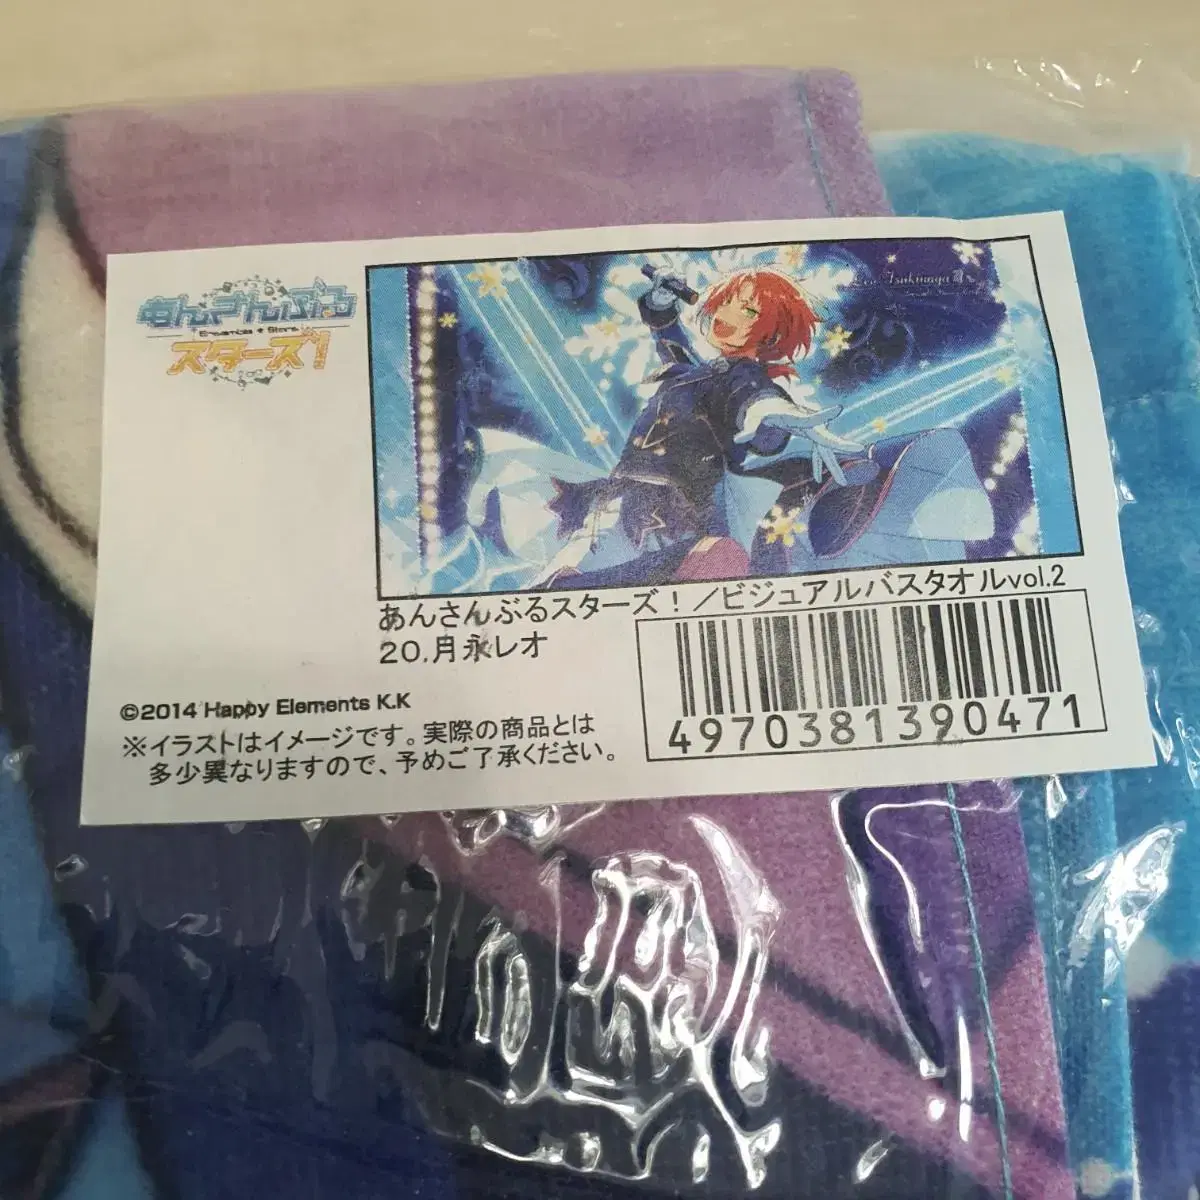 あんさんぶる
Ensemble ★ Stars
スターズ!
Leo Tsukinaga
あんさんぶるスターズ!／ビジュアルバスタオルvol.2
20.月永レオ
4970381390471
©2014 Happy Elements K.K
※イラストはイメージです。実際の商品とは
多少異なりますので、予めご了承ください。